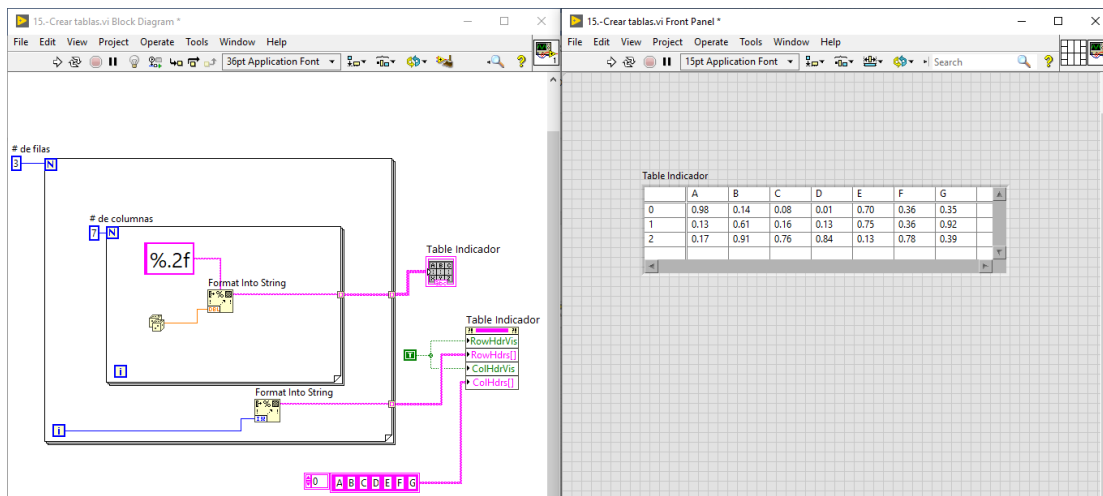 15.-Crear tablas.vi Block Diagram *
File Edit View Project Operate Tools Window Help
36pt Application Font
1
# de filas
3 N
# de columnas
7 N
%.2f
Format Into String
Table Indicador
Table Indicador
RowHdrVis
RowHdrs[]
ColHdrVis
ColHdrs[]
T
i
Format Into String
i
0 A B C D E F G
15.-Crear tablas.vi Front Panel *
File Edit View Project Operate Tools Window Help
15pt Application Font
Search
Table Indicador
A B C D E F G
0 0.98 0.14 0.08 0.01 0.70 0.36 0.35
1 0.13 0.61 0.16 0.13 0.75 0.36 0.92
2 0.17 0.91 0.76 0.84 0.13 0.78 0.39